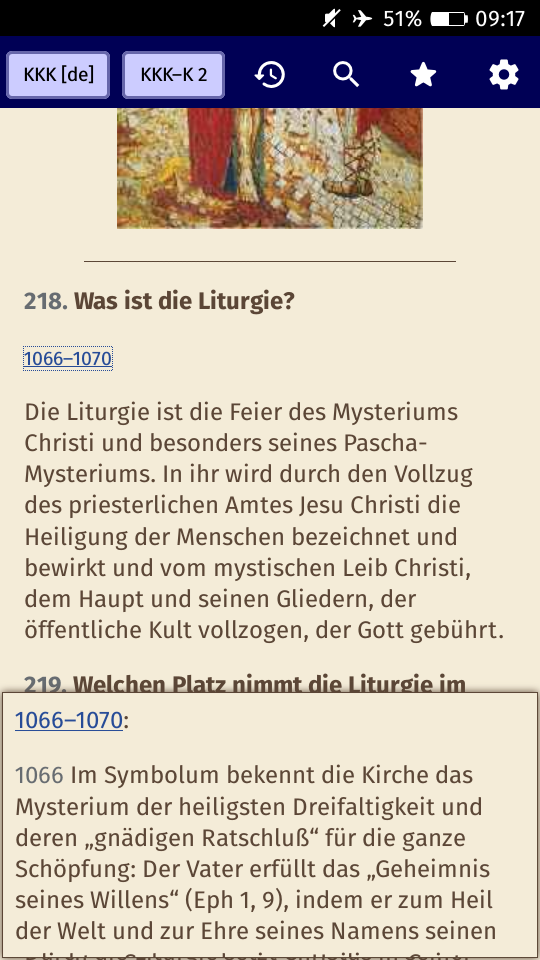 51% 09:17
KKK [de] KKK–K 2
218. Was ist die Liturgie?
1066–1070
Die Liturgie ist die Feier des Mysteriums
Christi und besonders seines Pascha-
Mysteriums. In ihr wird durch den Vollzug
des priesterlichen Amtes Jesu Christi die
Heiligung der Menschen bezeichnet und
bewirkt und vom mystischen Leib Christi,
dem Haupt und seinen Gliedern, der
öffentliche Kult vollzogen, der Gott gebührt.
219. Welchen Platz nimmt die Liturgie im
1066–1070:
1066 Im Symbolum bekennt die Kirche das
Mysterium der heiligsten Dreifaltigkeit und
deren „gnädigen Ratschluß“ für die ganze
Schöpfung: Der Vater erfüllt das „Geheimnis
seines Willens“ (Eph 1, 9), indem er zum Heil
der Welt und zur Ehre seines Namens seinen